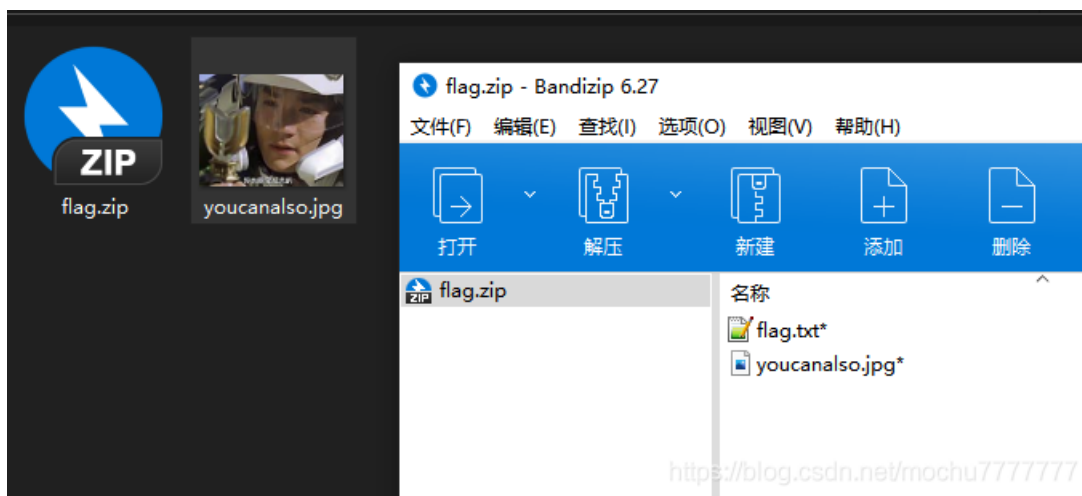 flag.zip - Bandizip 6.27
文件(F) 编辑(E) 查找(I) 选项(O) 视图(V) 帮助(H)
ZIP
flag.zip
youcanalso.jpg
打开 解压 新建 添加 删除
ZIP flag.zip
名称
flag.txt*
youcanalso.jpg*
https://blog.csdn.net/mochu7777777